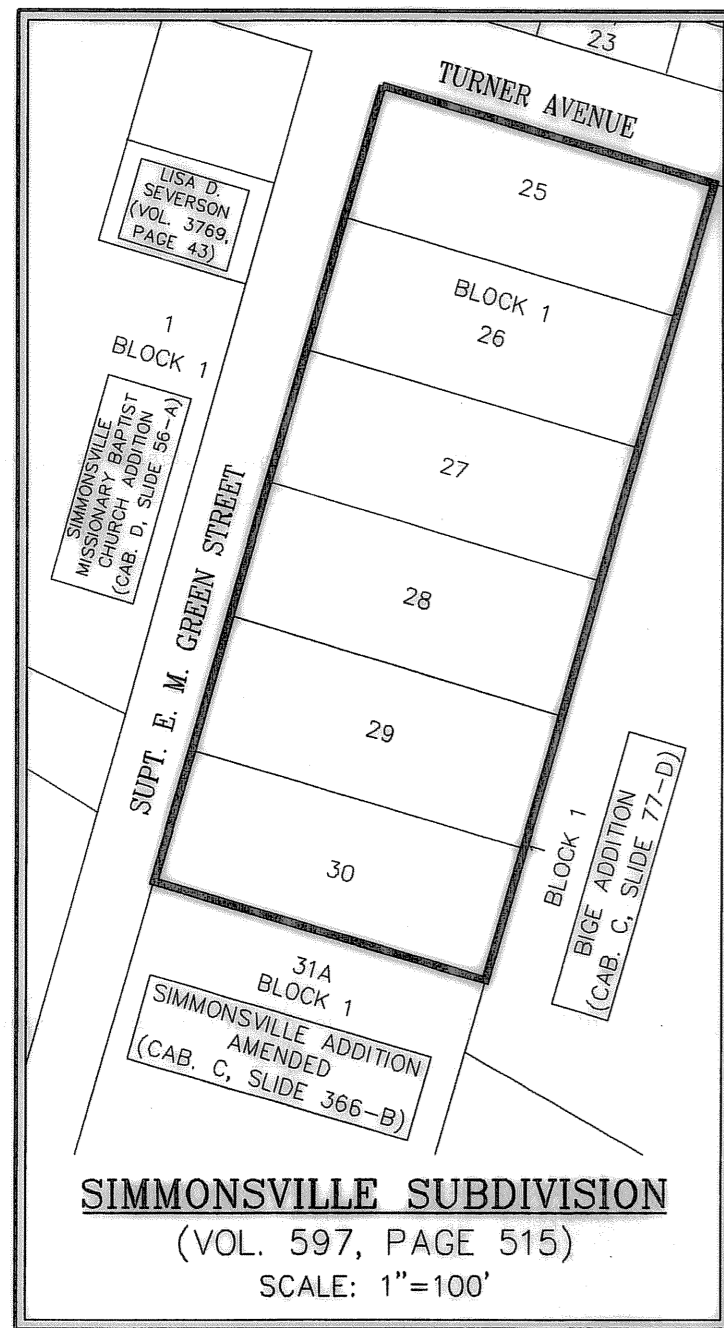 23
TURNER AVENUE
25
LISA D.
SEVERSON
(VOL. 3769,
PAGE 43)
BLOCK 1
26
1
BLOCK 1
SIMMONSVILLE
MISSIONARY BAPTIST
CHURCH ADDITION
(CAB. D, SLIDE 56-A)
27
SUPT. E. M. GREEN STREET
28
29
30
BLOCK 1
BIGE ADDITION
(CAB. C, SLIDE 77-D)
31A
BLOCK 1
SIMMONSVILLE ADDITION
AMENDED
(CAB. C, SLIDE 366-B)
SIMMONSVILLE SUBDIVISION
(VOL. 597, PAGE 515)
SCALE: 1"=100'